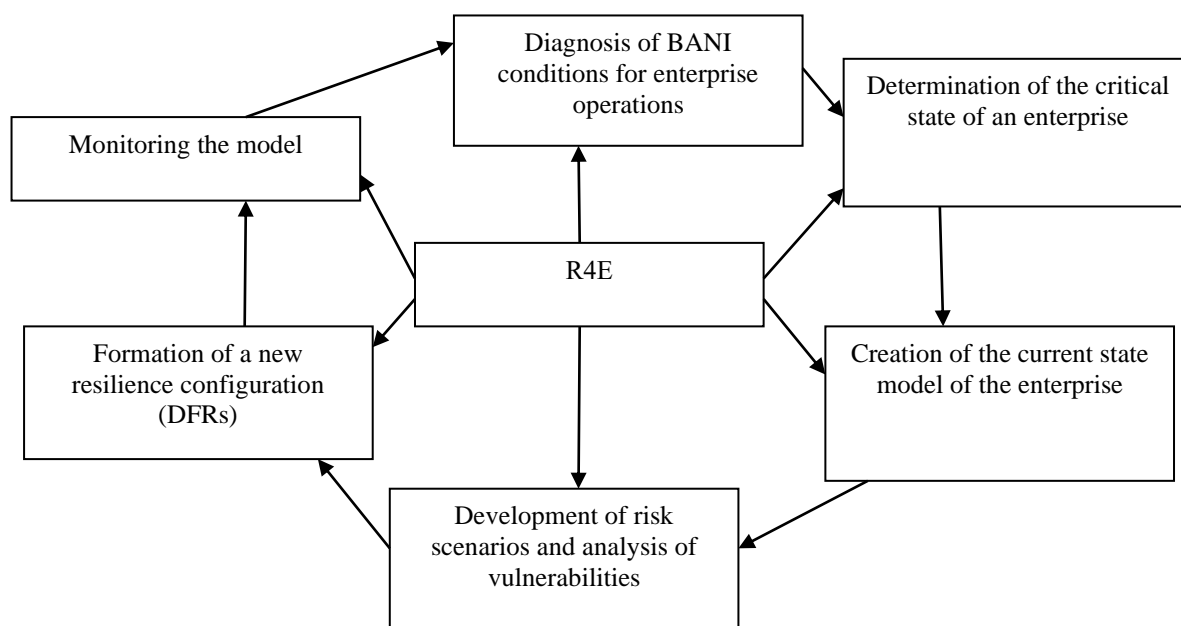 Diagnosis of BANI
conditions for enterprise
operations
Determination of the critical
state of an enterprise
Monitoring the model
R4E
Formation of a new
resilience configuration
(DFRs)
Creation of the current state
model of the enterprise
Development of risk
scenarios and analysis of
vulnerabilities